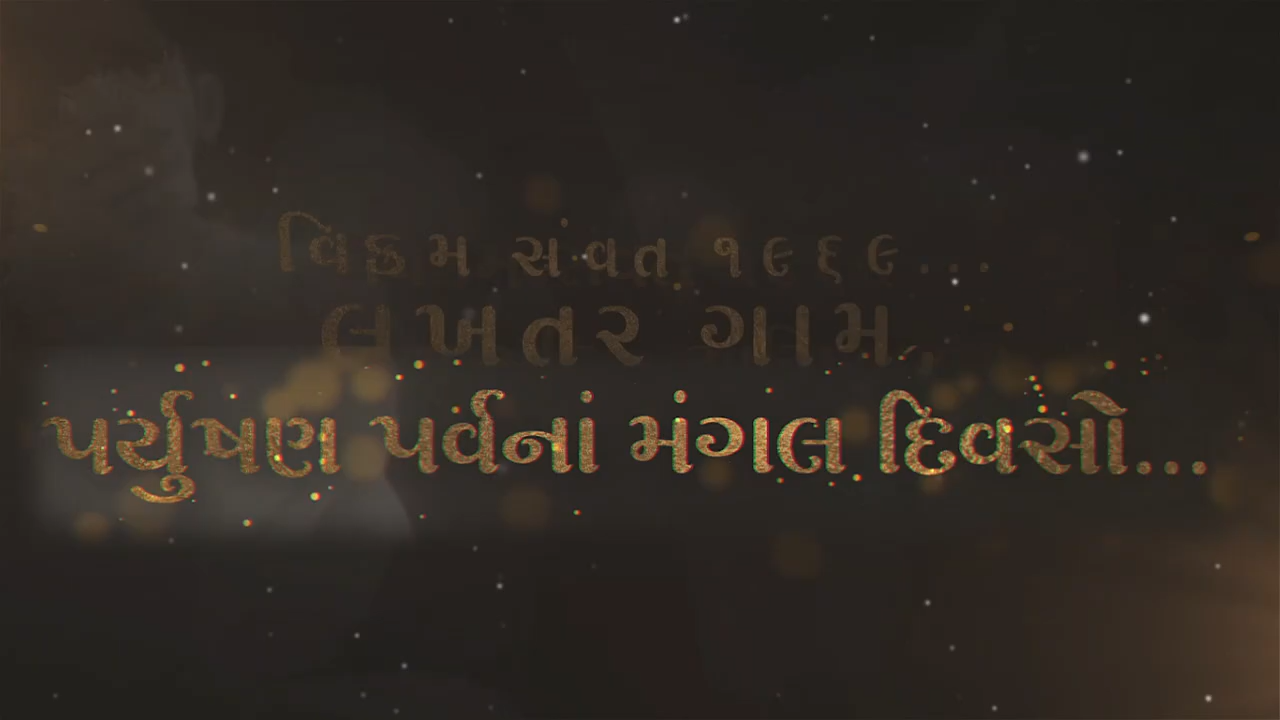 વિક્રમ સંવત ૧૯૬૯...
લખતર ગામ,
પર્યુષણ પર્વનાં મંગલ દિવસો...